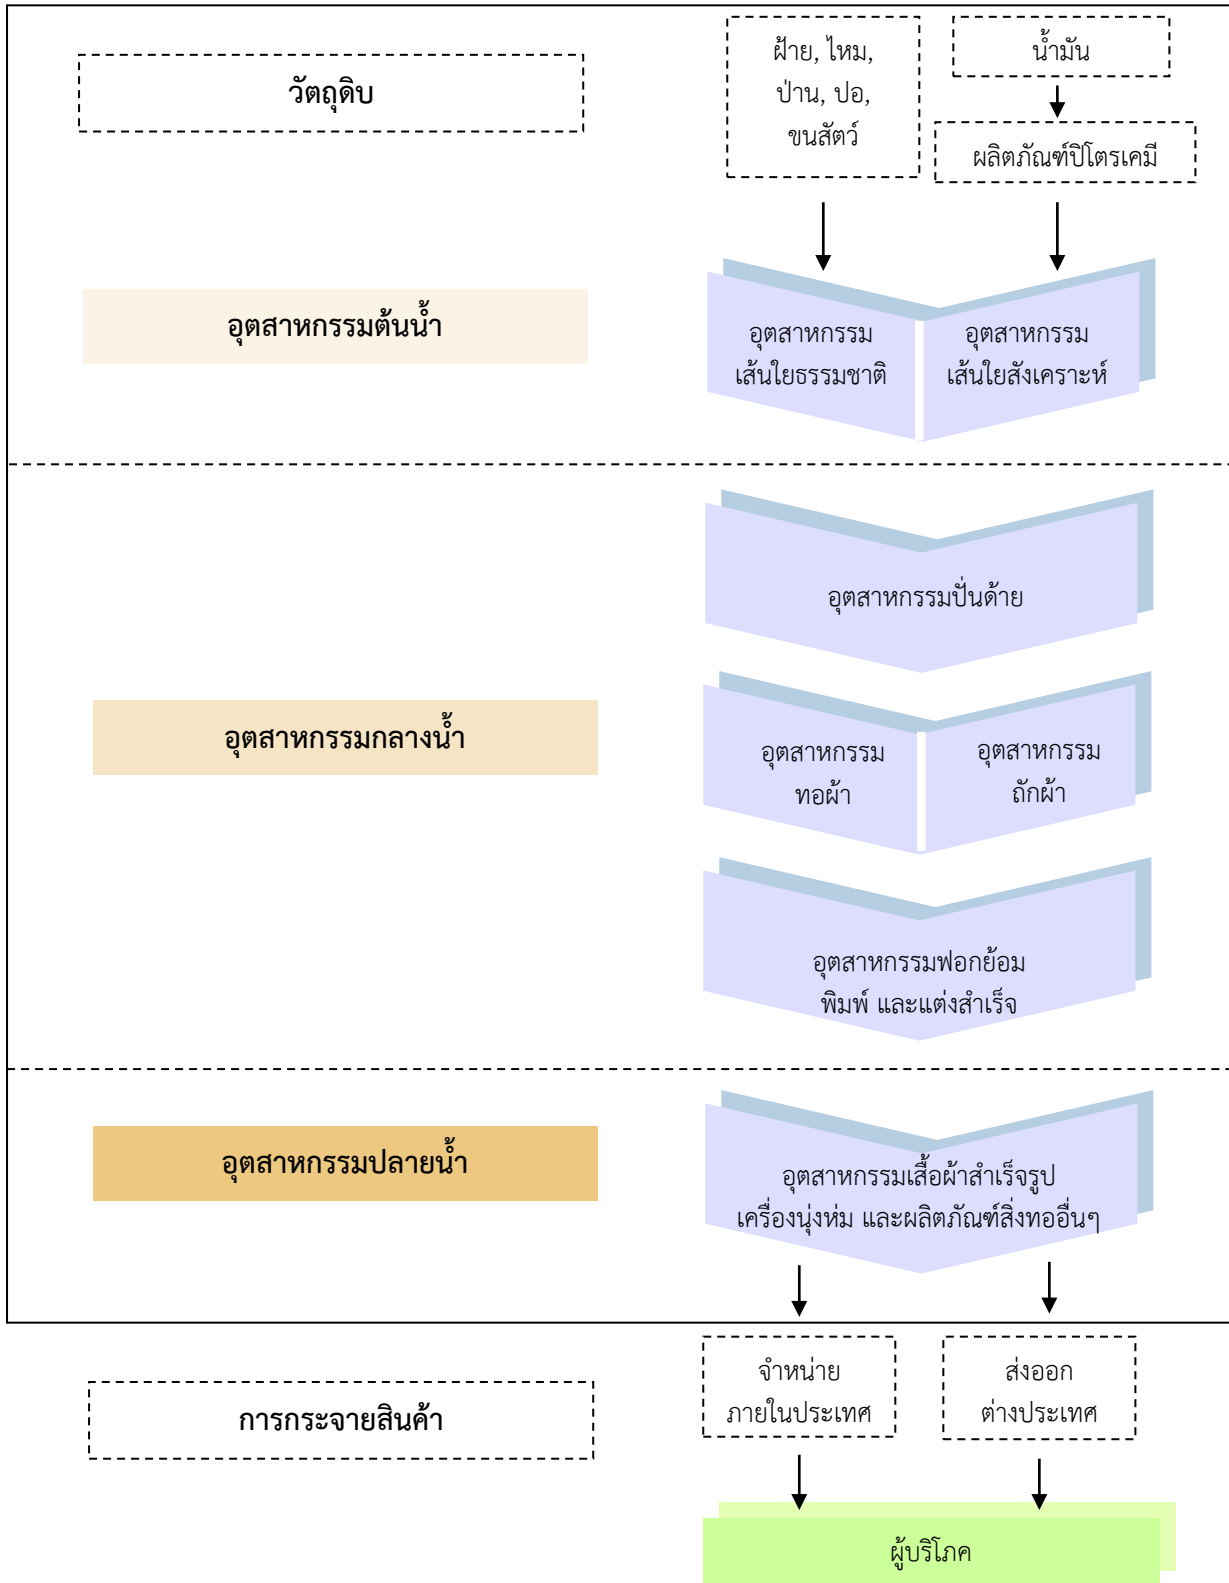 วัตถุดิบ
ฝ้าย, ไหม,
ป่าน, ปอ,
ขนสัตว์
น้ำมัน
ผลิตภัณฑ์ปิโตรเคมี
อุตสาหกรรมต้นน้ำ
อุตสาหกรรม
เส้นใยธรรมชาติ
อุตสาหกรรม
เส้นใยสังเคราะห์
อุตสาหกรรมปั่นด้าย
อุตสาหกรรมกลางน้ำ
อุตสาหกรรม
ทอผ้า
อุตสาหกรรม
ถักผ้า
อุตสาหกรรมฟอกย้อม
พิมพ์ และแต่งสำเร็จ
อุตสาหกรรมปลายน้ำ
อุตสาหกรรมเสื้อผ้าสำเร็จรูป
เครื่องนุ่งห่ม และผลิตภัณฑ์สิ่งทออื่นๆ
การกระจายสินค้า
จำหน่าย
ภายในประเทศ
ส่งออก
ต่างประเทศ
ผู้บริโภค